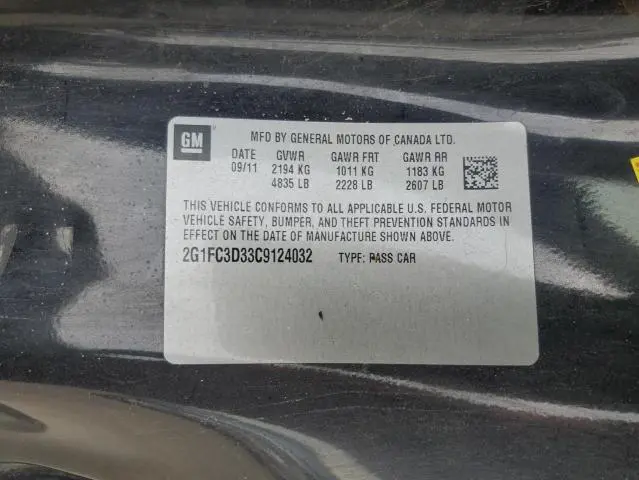 GM
MFD BY GENERAL MOTORS OF CANADA LTD.
DATE GVWR GAWR FRT GAWR RR
09/11 2194 KG 1011 KG 1183 KG
4835 LB 2228 LB 2607 LB
THIS VEHICLE CONFORMS TO ALL APPLICABLE U.S. FEDERAL MOTOR
VEHICLE SAFETY, BUMPER, AND THEFT PREVENTION STANDARDS IN
EFFECT ON THE DATE OF MANUFACTURE SHOWN ABOVE.
2G1FC3D33C9124032 TYPE: PASS CAR